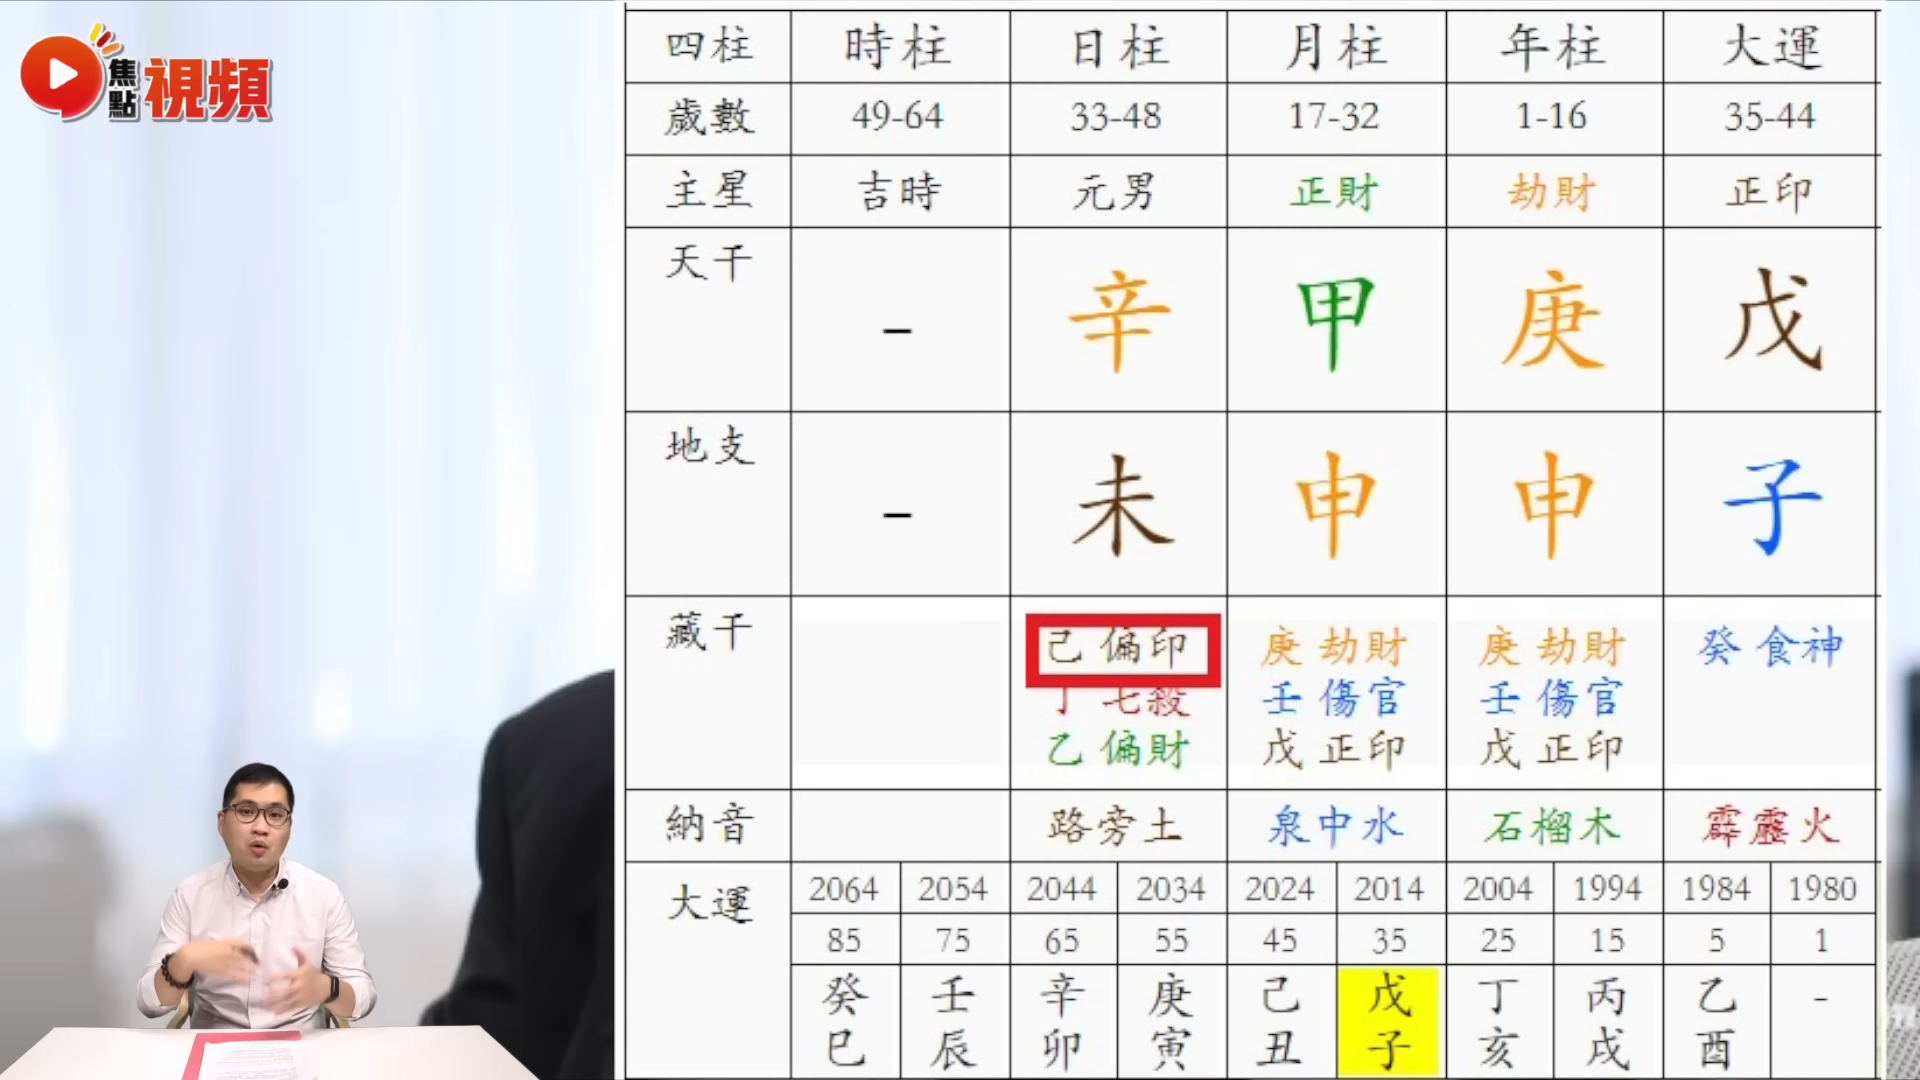 焦點視頻
四柱 時柱 日柱 月柱 年柱 大運
歲數 49-64 33-48 17-32 1-16 35-44
主星 吉時 元男 正財 劫財 正印
天干 - 辛 甲 庚 戊
地支 - 未 申 申 子
藏干 己 偏印 庚 劫財 庚 劫財 癸 食神
丁 七殺 壬 傷官 壬 傷官
乙 偏財 戊 正印 戊 正印
納音 路旁土 泉中水 石榴木 霹靂火
大運 2064 2054 2044 2034 2024 2014 2004 1994 1984 1980
85 75 65 55 45 35 25 15 5 1
癸 壬 辛 庚 己 戊 丁 丙 乙 -
巳 辰 卯 寅 丑 子 亥 戌 酉